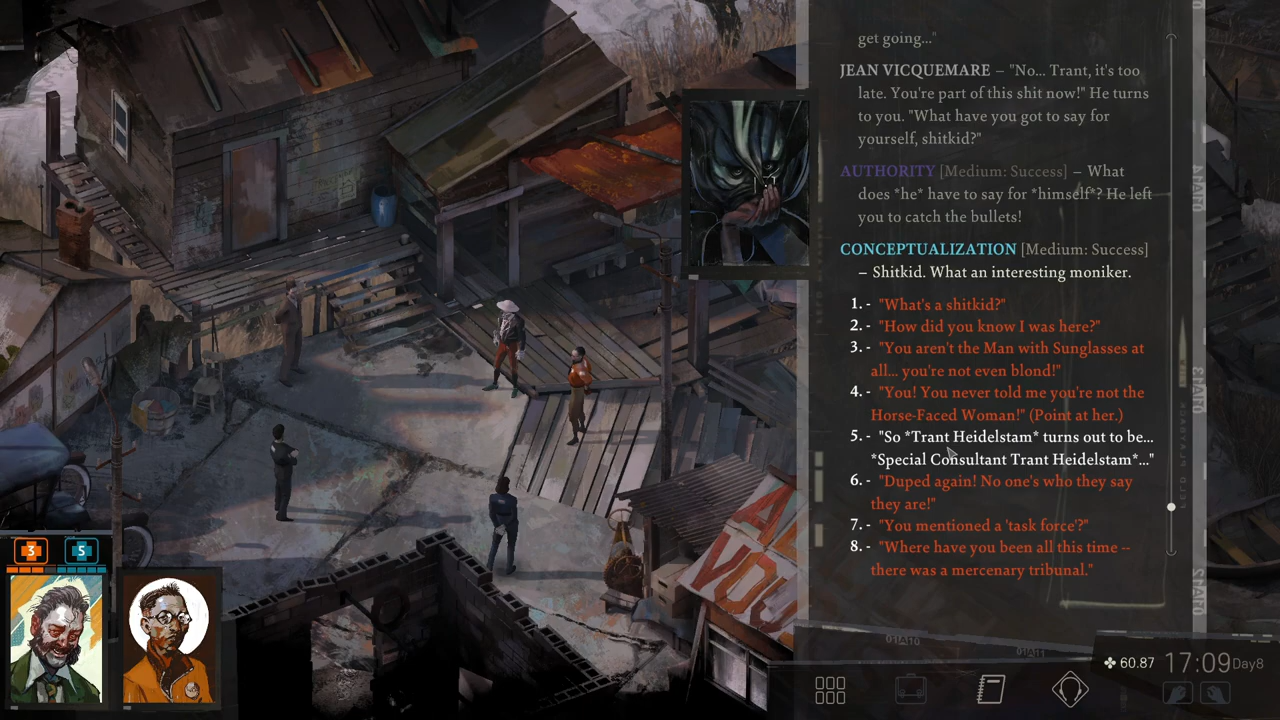 get going..."
JEAN VICQUEMARE – "No... Trant, it's too
late. You're part of this shit now!" He turns
to you. "What have you got to say for
yourself, shitkid?"
AUTHORITY [Medium: Success] – What
does *he* have to say for *himself*? He left
you to catch the bullets!
CONCEPTUALIZATION [Medium: Success]
– Shitkid. What an interesting moniker.
1.- "What's a shitkid?"
2.- "How did you know I was here?"
3.- "You aren't the Man with Sunglasses at
all... you're not even blond!"
4.- "You! You never told me you're not the
Horse-Faced Woman!" (Point at her.)
5.- "So *Trant Heidelstam* turns out to be...
*Special Consultant Trant Heidelstam*..."
6.- "Duped again! No one's who they say
they are!"
7.- "You mentioned a 'task force'?"
8.- "Where have you been all this time --
there was a mercenary tribunal."
3
5
60.87
17:09 Day8